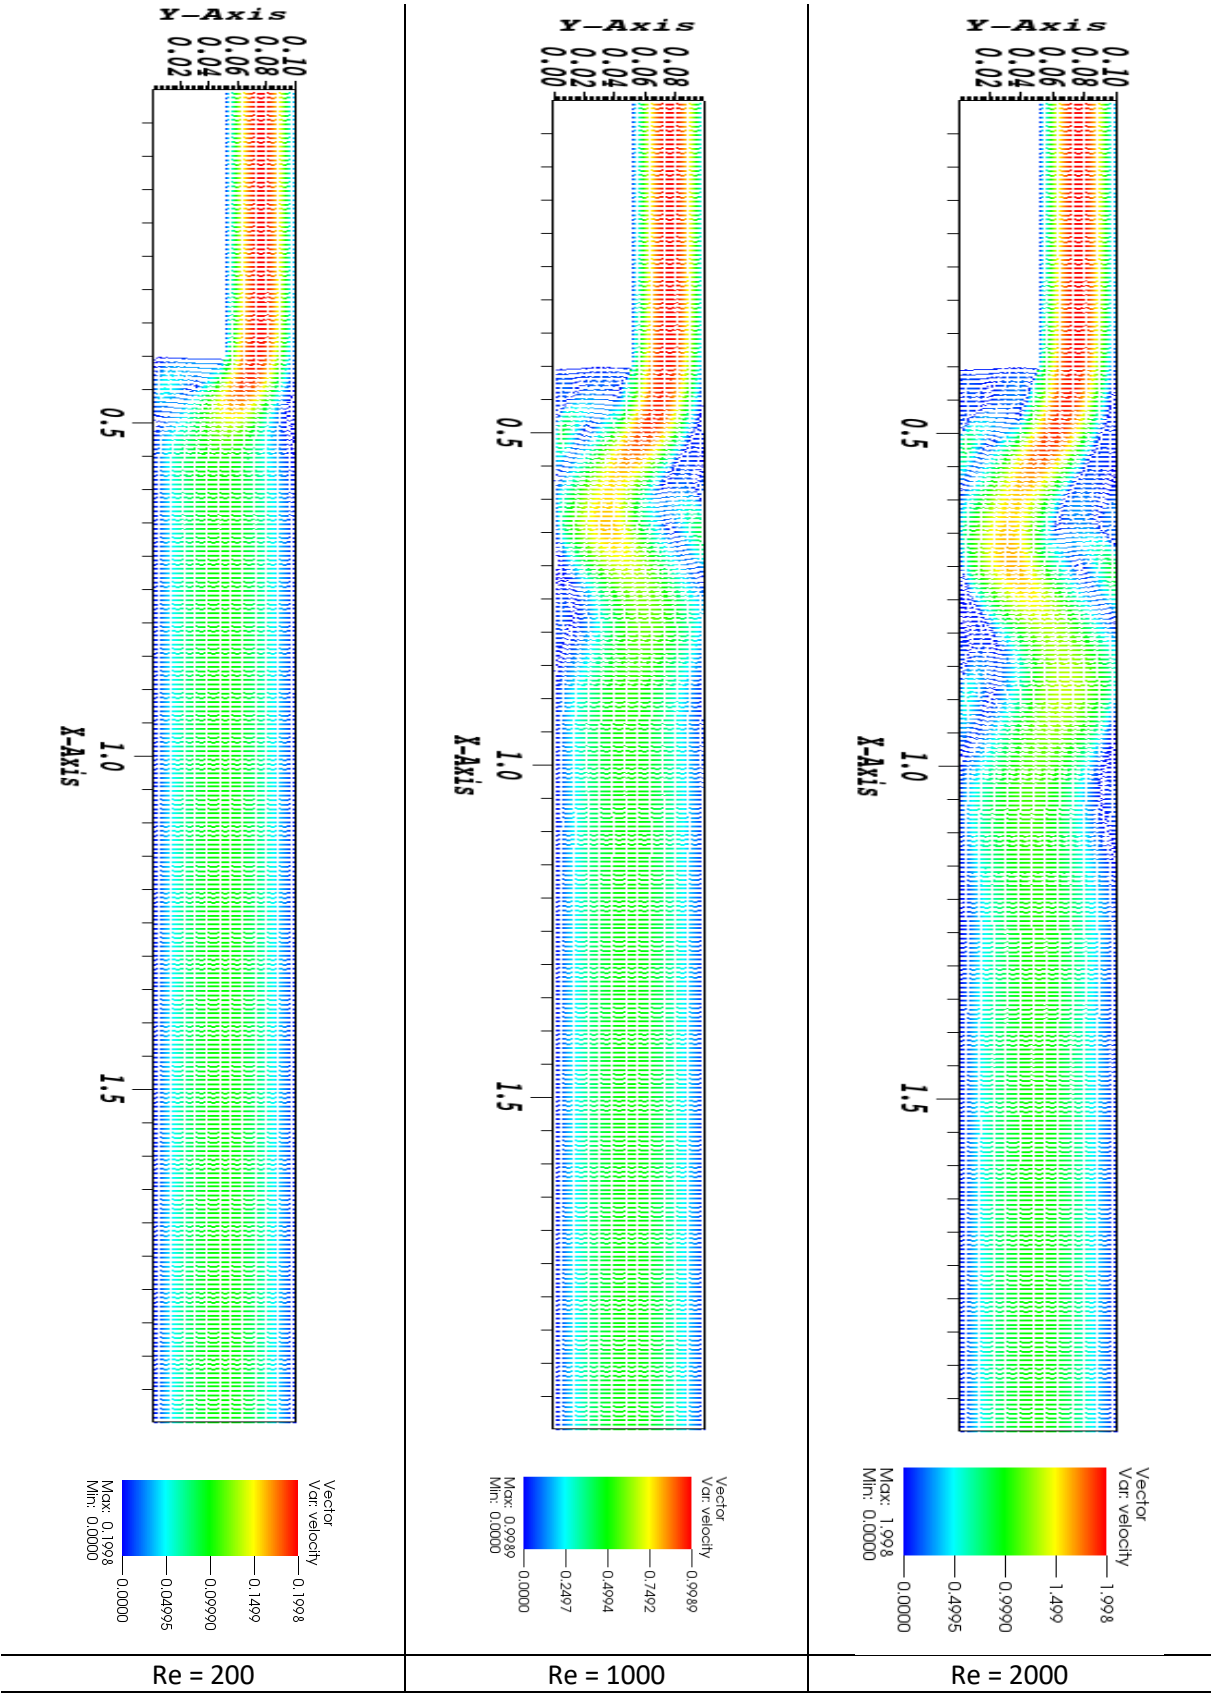 Y-Axis
0.02
0.04
0.06
0.08
0.10
0.5
1.0
1.5
X-Axis
Vector
Var: velocity
0.1998
0.1499
0.09990
0.04995
0.0000
Max: 0.1998
Min: 0.0000
Re = 200
Y-Axis
0.00
0.02
0.04
0.06
0.08
0.5
1.0
1.5
X-Axis
Vector
Var: velocity
0.9989
0.7492
0.4994
0.2497
0.0000
Max: 0.9989
Min: 0.0000
Re = 1000
Y-Axis
0.02
0.04
0.06
0.08
0.10
0.5
1.0
1.5
X-Axis
Vector
Var: velocity
1.998
1.499
0.9990
0.4995
0.0000
Max: 1.998
Min: 0.0000
Re = 2000